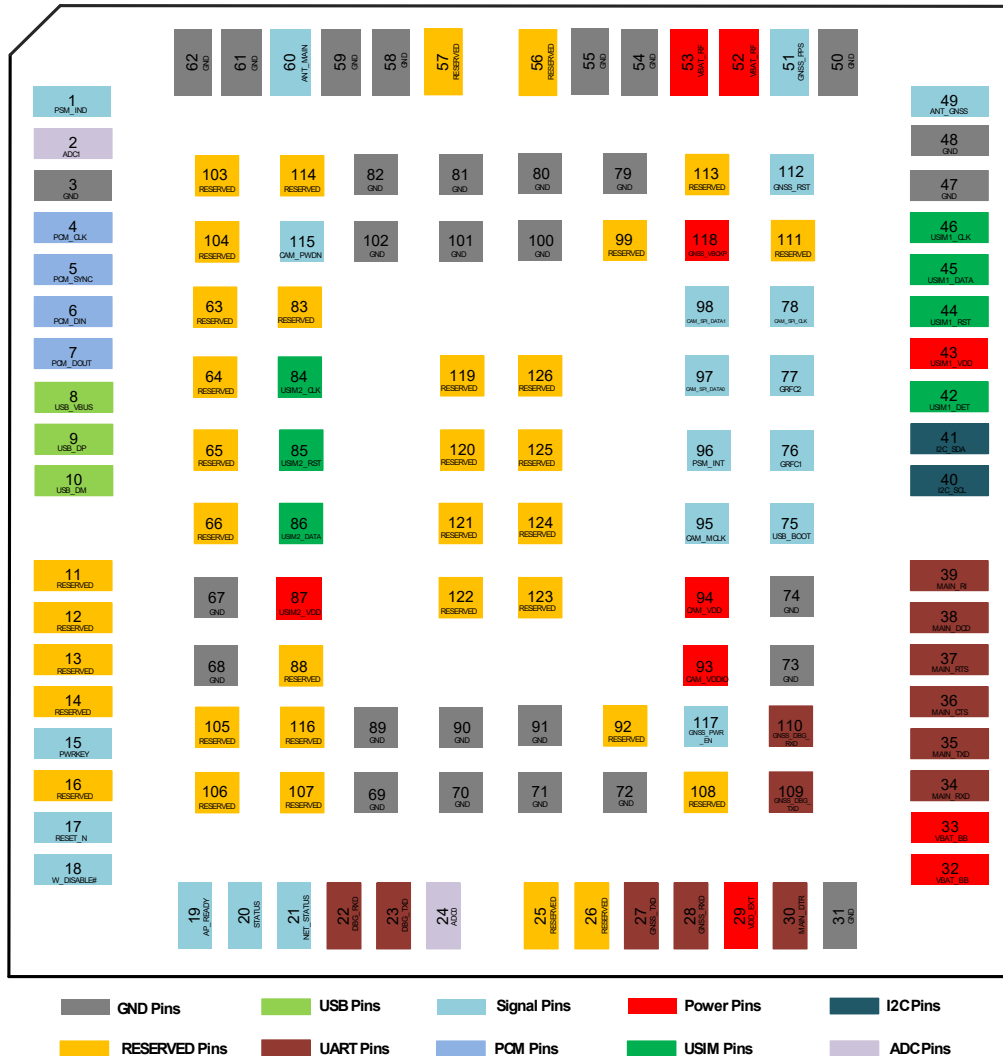 62 GND
61 GND
60 ANT_MAIN
59 GND
58 GND
57 RESERVED
56 RESERVED
55 GND
54 GND
53 VBAT_RF
52 VBAT_RF
51 GNSS_PPS
50 GND
1
PSM_IND
2
ADC1
3
GND
4
PCM_CLK
5
PCM_SYNC
6
PCM_DIN
7
PCM_DOUT
8
USB_VBUS
9
USB_DP
10
USB_DM
11
RESERVED
12
RESERVED
13
RESERVED
14
RESERVED
15
PWRKEY
16
RESERVED
17
RESET_N
18
W_DISABLE#
103 114 82 81 80 79 113 112
RESERVED RESERVED GND GND GND GND RESERVED GNSS_RST
104 115 102 101 100 99 118 111
RESERVED CAM_PWDN GND GND GND RESERVED GNSS_VBCKP RESERVED
63 83 98 78
RESERVED RESERVED CAM_SPI_DATA1 CAM_SPI_CLK
64 84 119 126 97 77
RESERVED USIM2_CLK RESERVED RESERVED CAM_SPI_DATA0 GRFC2
65 85 120 125 96 76
RESERVED USIM2_RST RESERVED RESERVED PSM_INT GRFC1
66 86 121 124 95 75
RESERVED USIM2_DATA RESERVED RESERVED CAM_MCLK USB_BOOT
67 87 122 123 94 74
GND USIM2_VDD RESERVED RESERVED CAM_VDD GND
68 88 93 73
GND RESERVED CAM_VDDIO GND
105 116 89 90 91 92 117 110
RESERVED RESERVED GND GND GND RESERVED GNSS_PWR_EN GNSS_DBG_RXD
106 107 69 70 71 72 108 109
RESERVED RESERVED GND GND GND GND RESERVED GNSS_DBG_TXD
49
ANT_GNSS
48
GND
47
GND
46
USIM1_CLK
45
USIM1_DATA
44
USIM1_RST
43
USIM1_VDD
42
USIM1_DET
41
I2C_SDA
40
I2C_SCL
39
MAIN_RI
38
MAIN_DCD
37
MAIN_RTS
36
MAIN_CTS
35
MAIN_TXD
34
MAIN_RXD
33
VBAT_BB
32
VBAT_BB
19 AP_READY
20 STATUS
21 NET_STATUS
22 DBG_RXD
23 DBG_TXD
24 ADC0
25 RESERVED
26 RESERVED
27 GNSS_TXD
28 GNSS_RXD
29 VDD_EXT
30 MAIN_DTR
31 GND
GND Pins USB Pins Signal Pins Power Pins I2C Pins
RESERVED Pins UART Pins PCM Pins USIM Pins ADC Pins